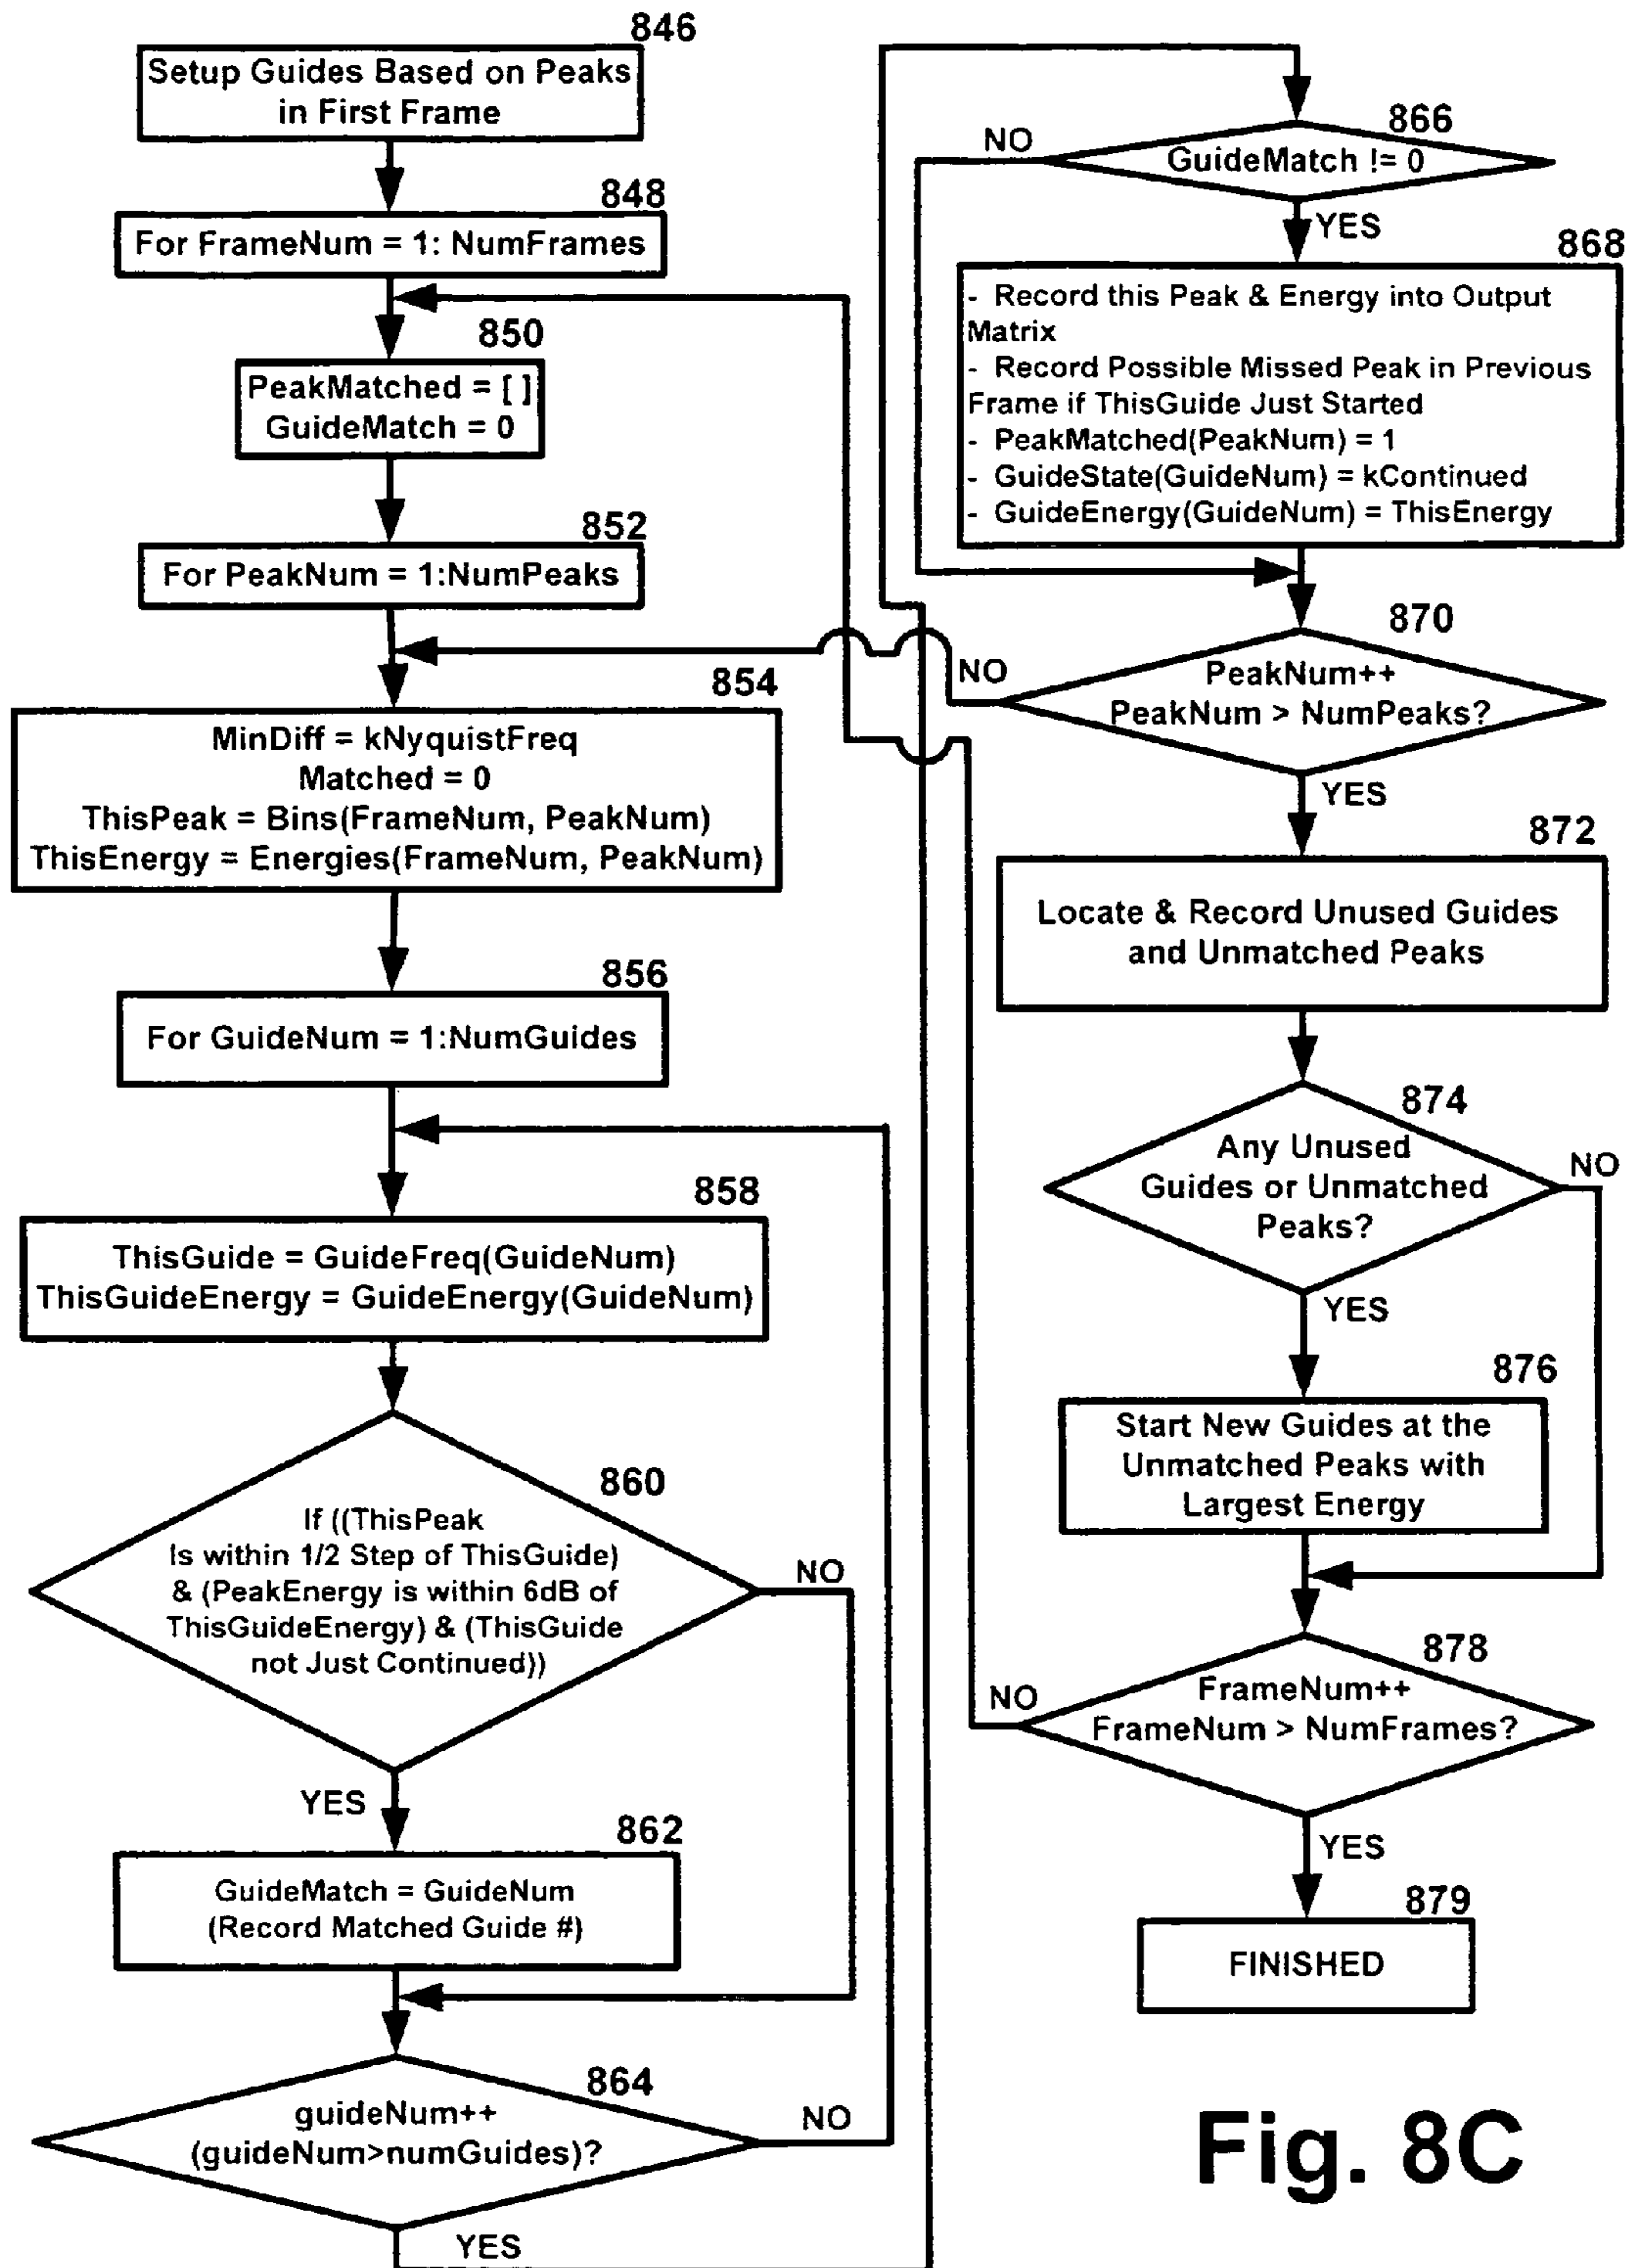 846
Setup Guides Based on Peaks
in First Frame
848
For FrameNum = 1: NumFrames
850
PeakMatched = [ ]
GuideMatch = 0
852
For PeakNum = 1:NumPeaks
854
MinDiff = kNyquistFreq
Matched = 0
ThisPeak = Bins(FrameNum, PeakNum)
ThisEnergy = Energies(FrameNum, PeakNum)
856
For GuideNum = 1:NumGuides
858
ThisGuide = GuideFreq(GuideNum)
ThisGuideEnergy = GuideEnergy(GuideNum)
860
If ((ThisPeak
Is within 1/2 Step of ThisGuide)
& (PeakEnergy is within 6dB of
ThisGuideEnergy) & (ThisGuide
not Just Continued))
NO
YES
862
GuideMatch = GuideNum
(Record Matched Guide #)
864
guideNum++
(guideNum>numGuides)?
NO
YES
866
GuideMatch != 0
NO
YES
868
- Record this Peak & Energy into Output
Matrix
- Record Possible Missed Peak in Previous
Frame if ThisGuide Just Started
- PeakMatched(PeakNum) = 1
- GuideState(GuideNum) = kContinued
- GuideEnergy(GuideNum) = ThisEnergy
870
PeakNum++
PeakNum > NumPeaks?
NO
YES
872
Locate & Record Unused Guides
and Unmatched Peaks
874
Any Unused
Guides or Unmatched
Peaks?
NO
YES
876
Start New Guides at the
Unmatched Peaks with
Largest Energy
878
FrameNum++
FrameNum > NumFrames?
NO
YES
879
FINISHED
Fig. 8C